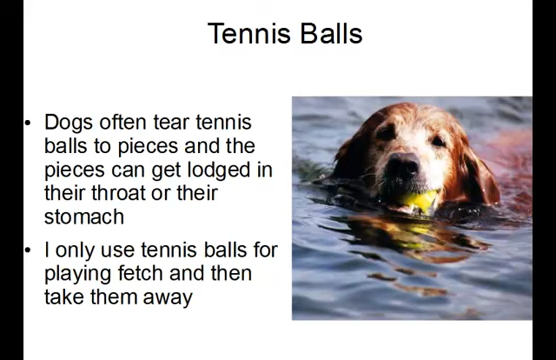 Tennis Balls
• Dogs often tear tennis
balls to pieces and the
pieces can get lodged in
their throat or their
stomach
• I only use tennis balls for
playing fetch and then
take them away